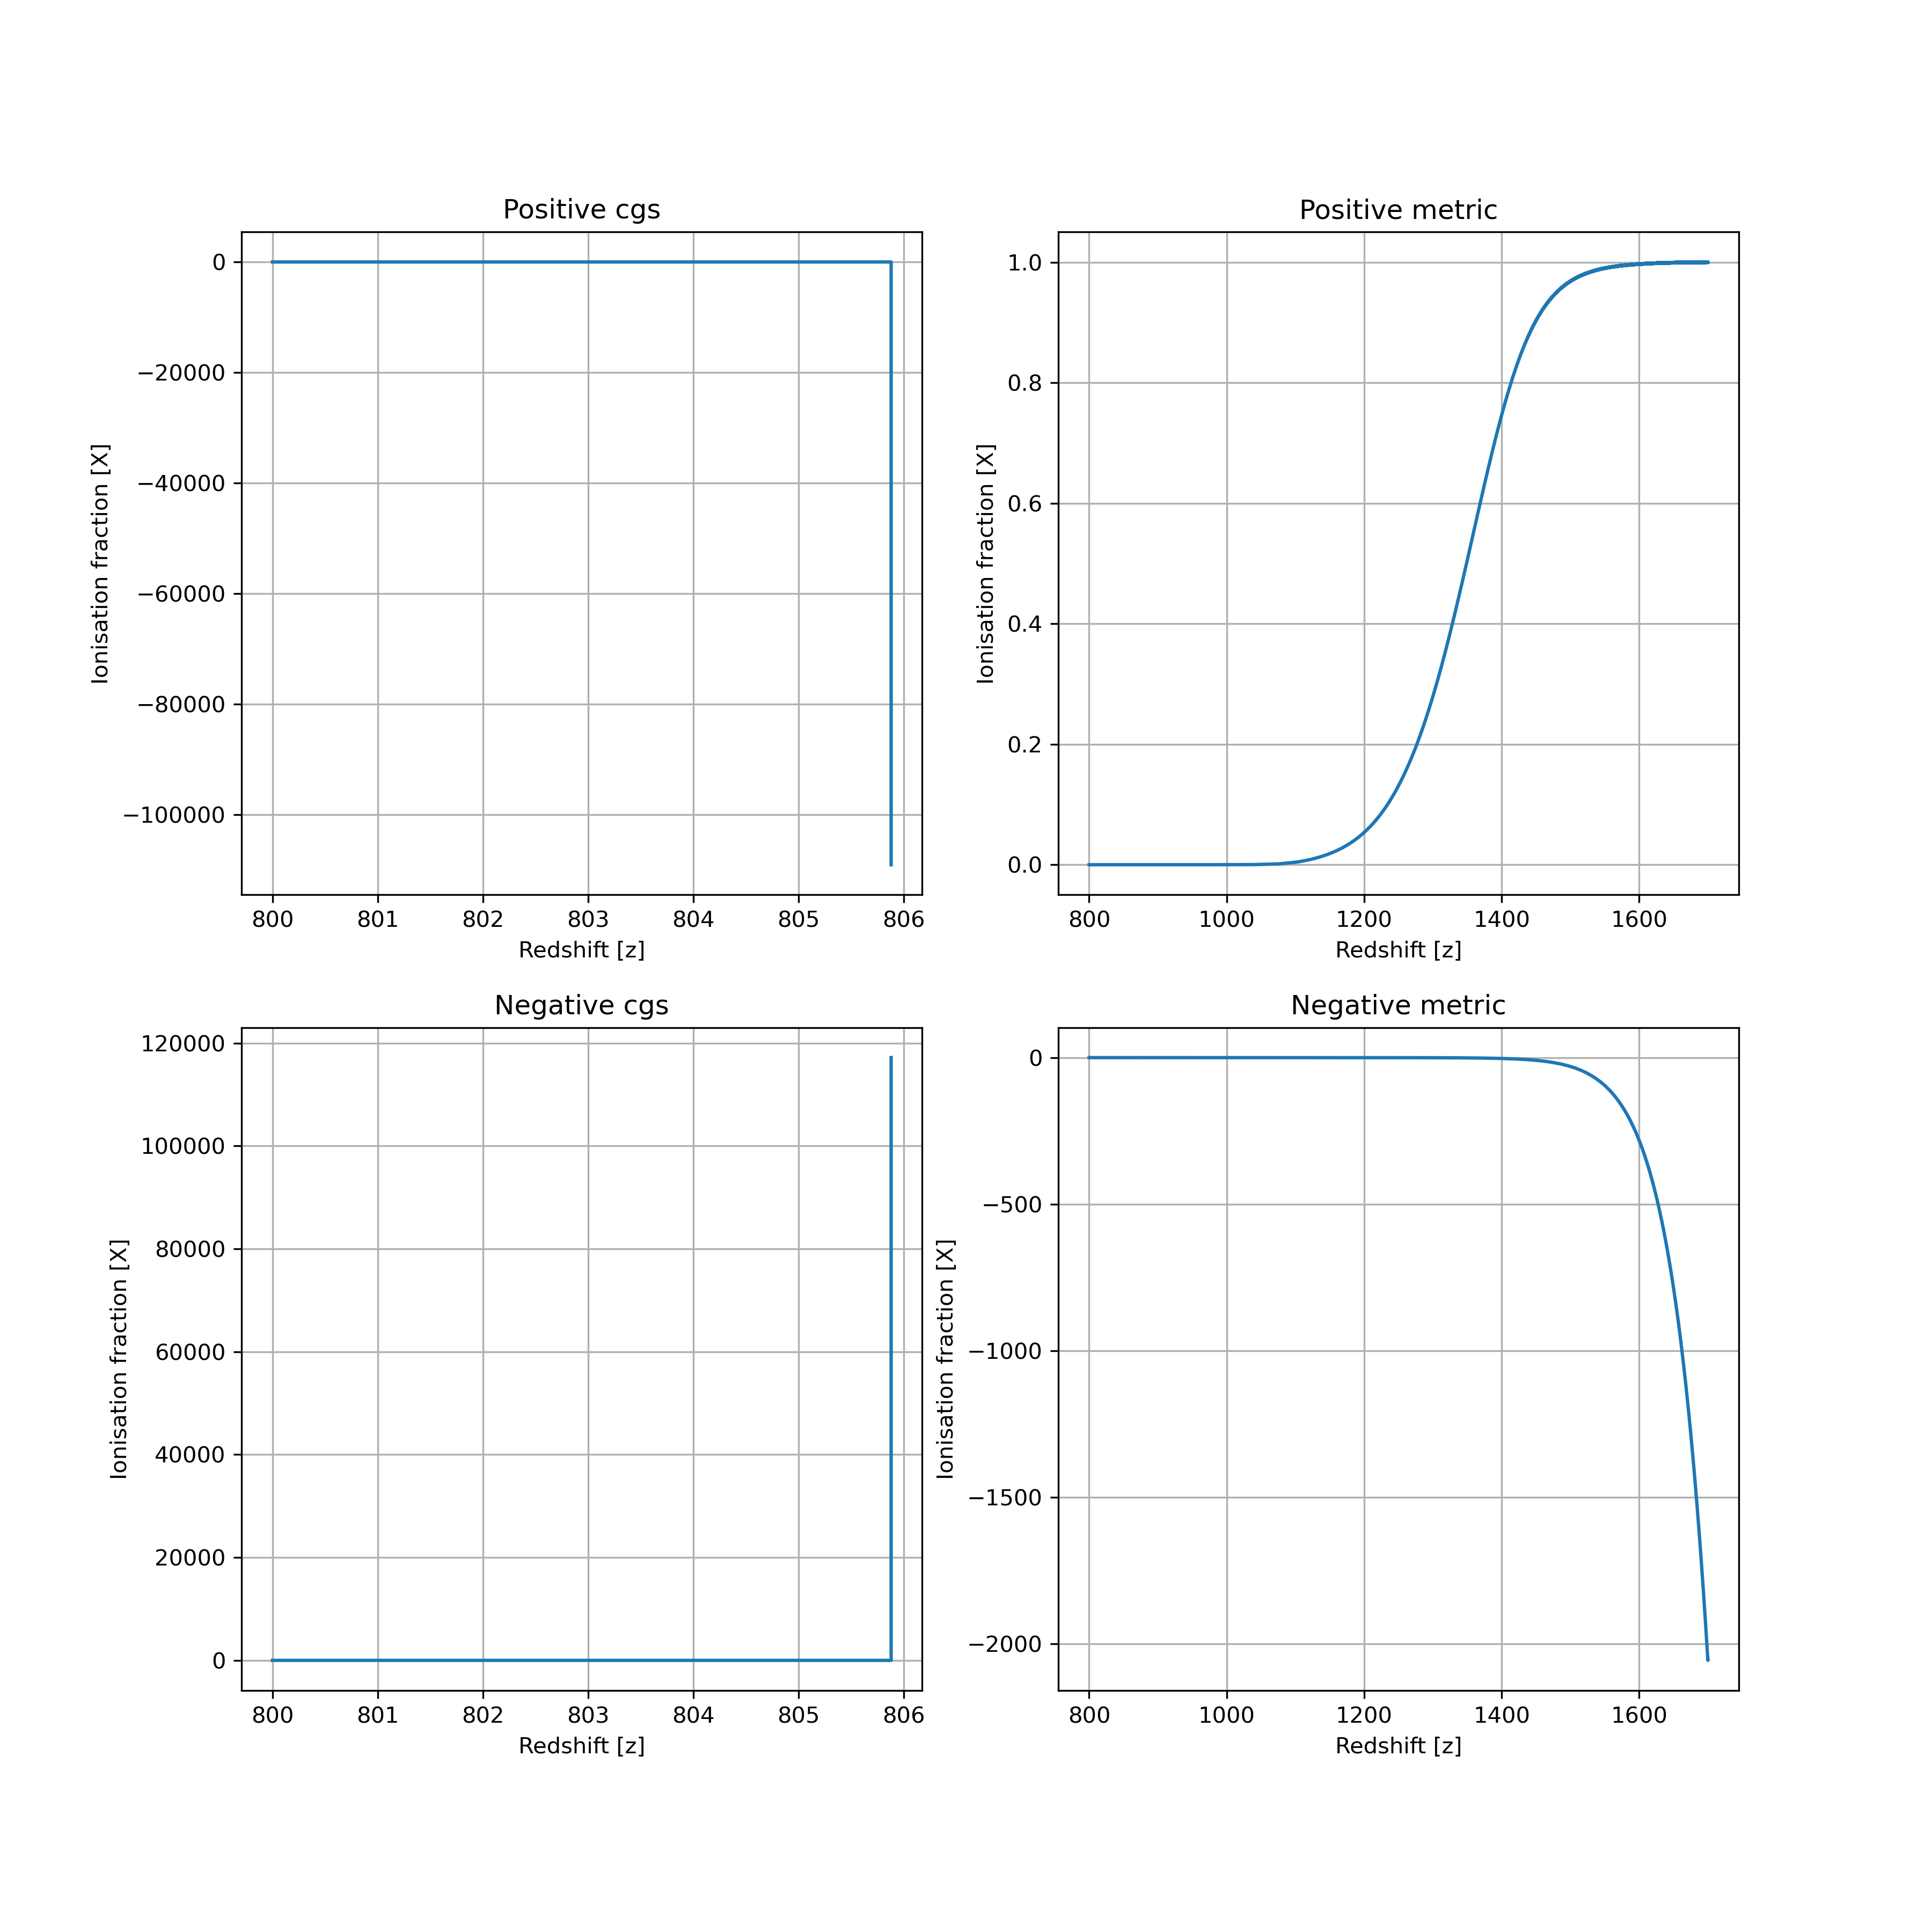 Positive cgs
Ionisation fraction [X]
0
−20000
−40000
−60000
−80000
−100000
800 801 802 803 804 805 806
Redshift [z]
Positive metric
Ionisation fraction [X]
1.0
0.8
0.6
0.4
0.2
0.0
800 1000 1200 1400 1600
Redshift [z]
Negative cgs
Ionisation fraction [X]
120000
100000
80000
60000
40000
20000
0
800 801 802 803 804 805 806
Redshift [z]
Negative metric
Ionisation fraction [X]
0
−500
−1000
−1500
−2000
800 1000 1200 1400 1600
Redshift [z]